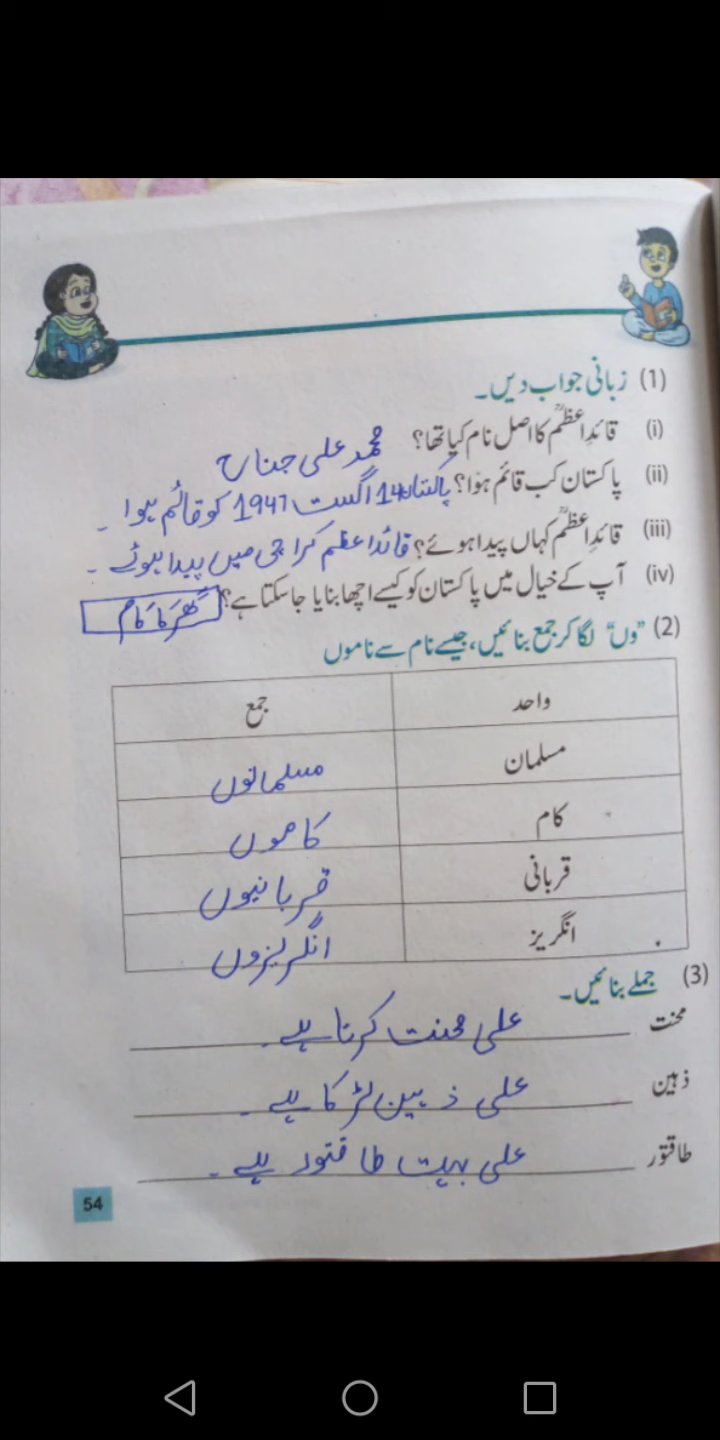 (1) زبانی جواب دیں۔
(i) قائدِاعظمؒ کا اصل نام کیا تھا؟ محمد علی جناح
(ii) پاکستان کب قائم ہوا؟ پاکستان 14 اگست 1947 کو قائم ہوا ۔
(iii) قائدِاعظمؒ کہاں پیدا ہوئے؟ قائد اعظم کراچی میں پیدا ہوئے ۔
(iv) آپ کے خیال میں پاکستان کو کیسے اچھا بنایا جا سکتا ہے؟ گھر کا کام
(2) ”وں“ لگا کر جمع بنائیں، جیسے نام سے ناموں
واحد جمع
مسلمان مسلمانوں
کام کاموں
قربانی قربانیوں
انگریز انگریزوں
(3) جملے بنائیں۔
محنت علی محنت کرتا ہے ۔
ذہین علی ذہین لڑکا ہے ۔
طاقتور علی بہت طاقتور ہے ۔
54